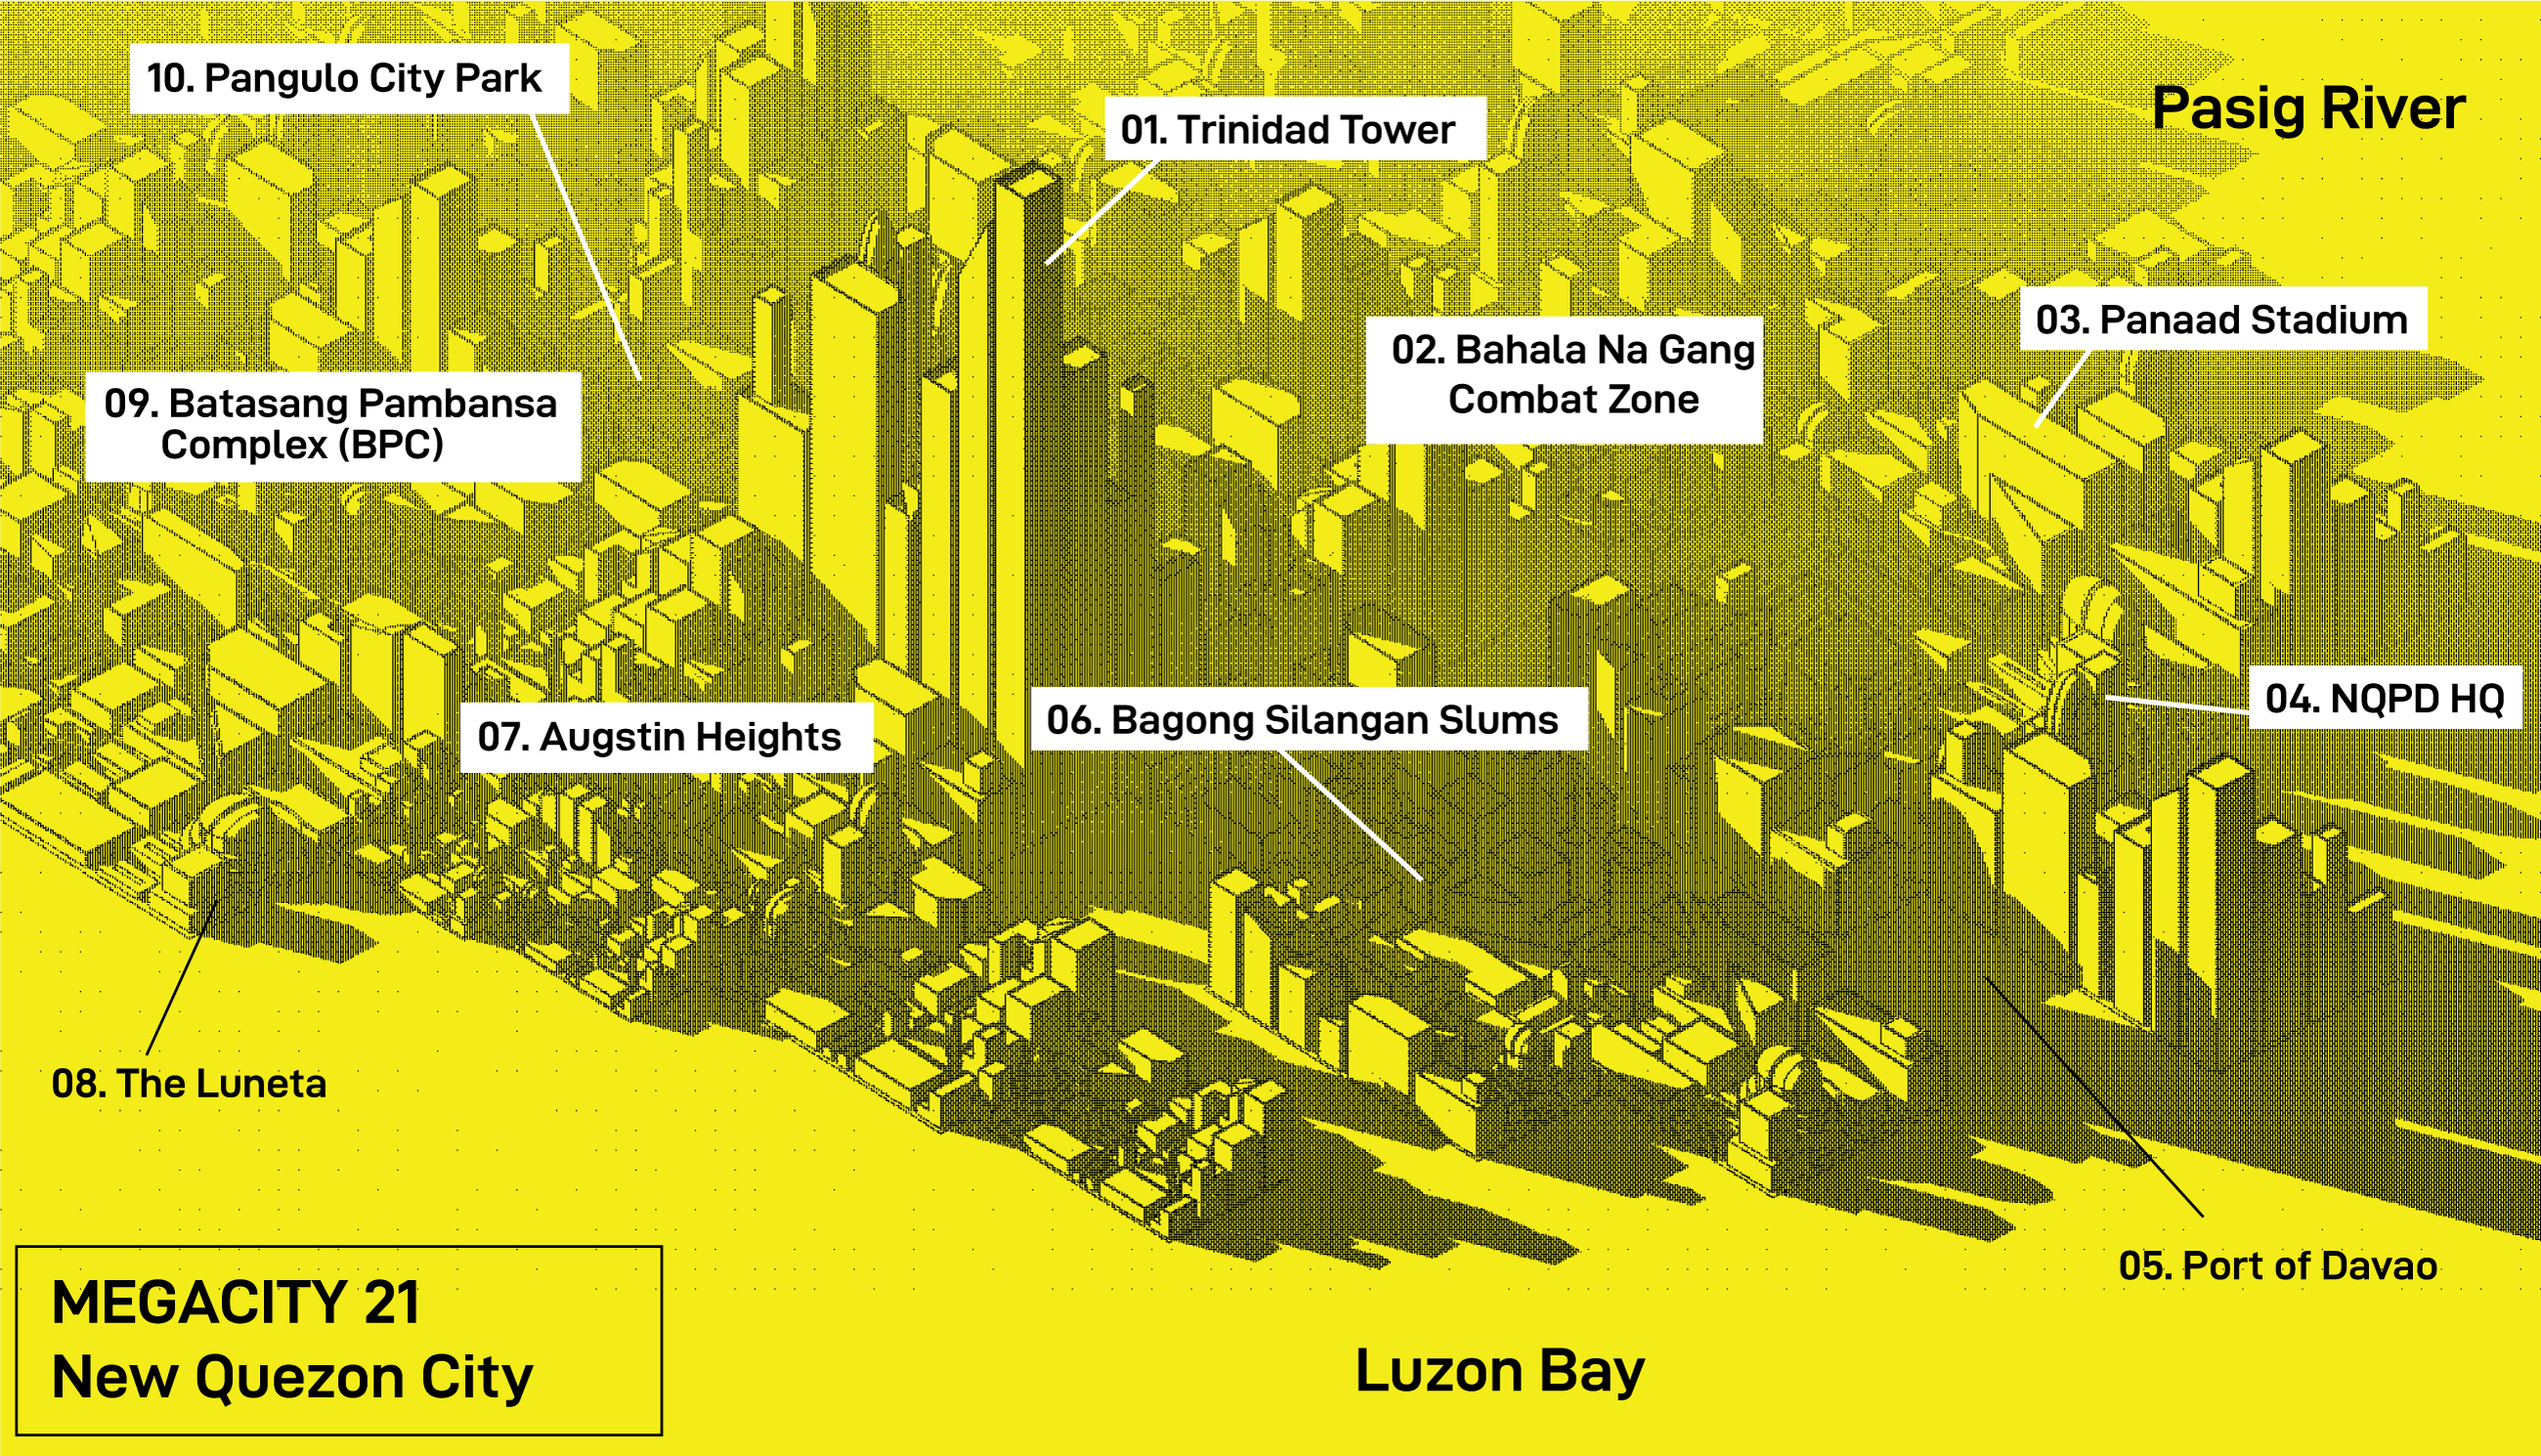 10. Pangulo City Park
01. Trinidad Tower
Pasig River
03. Panaad Stadium
02. Bahala Na Gang
Combat Zone
09. Batasang Pambansa
Complex (BPC)
04. NQPD HQ
06. Bagong Silangan Slums
07. Augstin Heights
08. The Luneta
05. Port of Davao
MEGACITY 21
New Quezon City
Luzon Bay